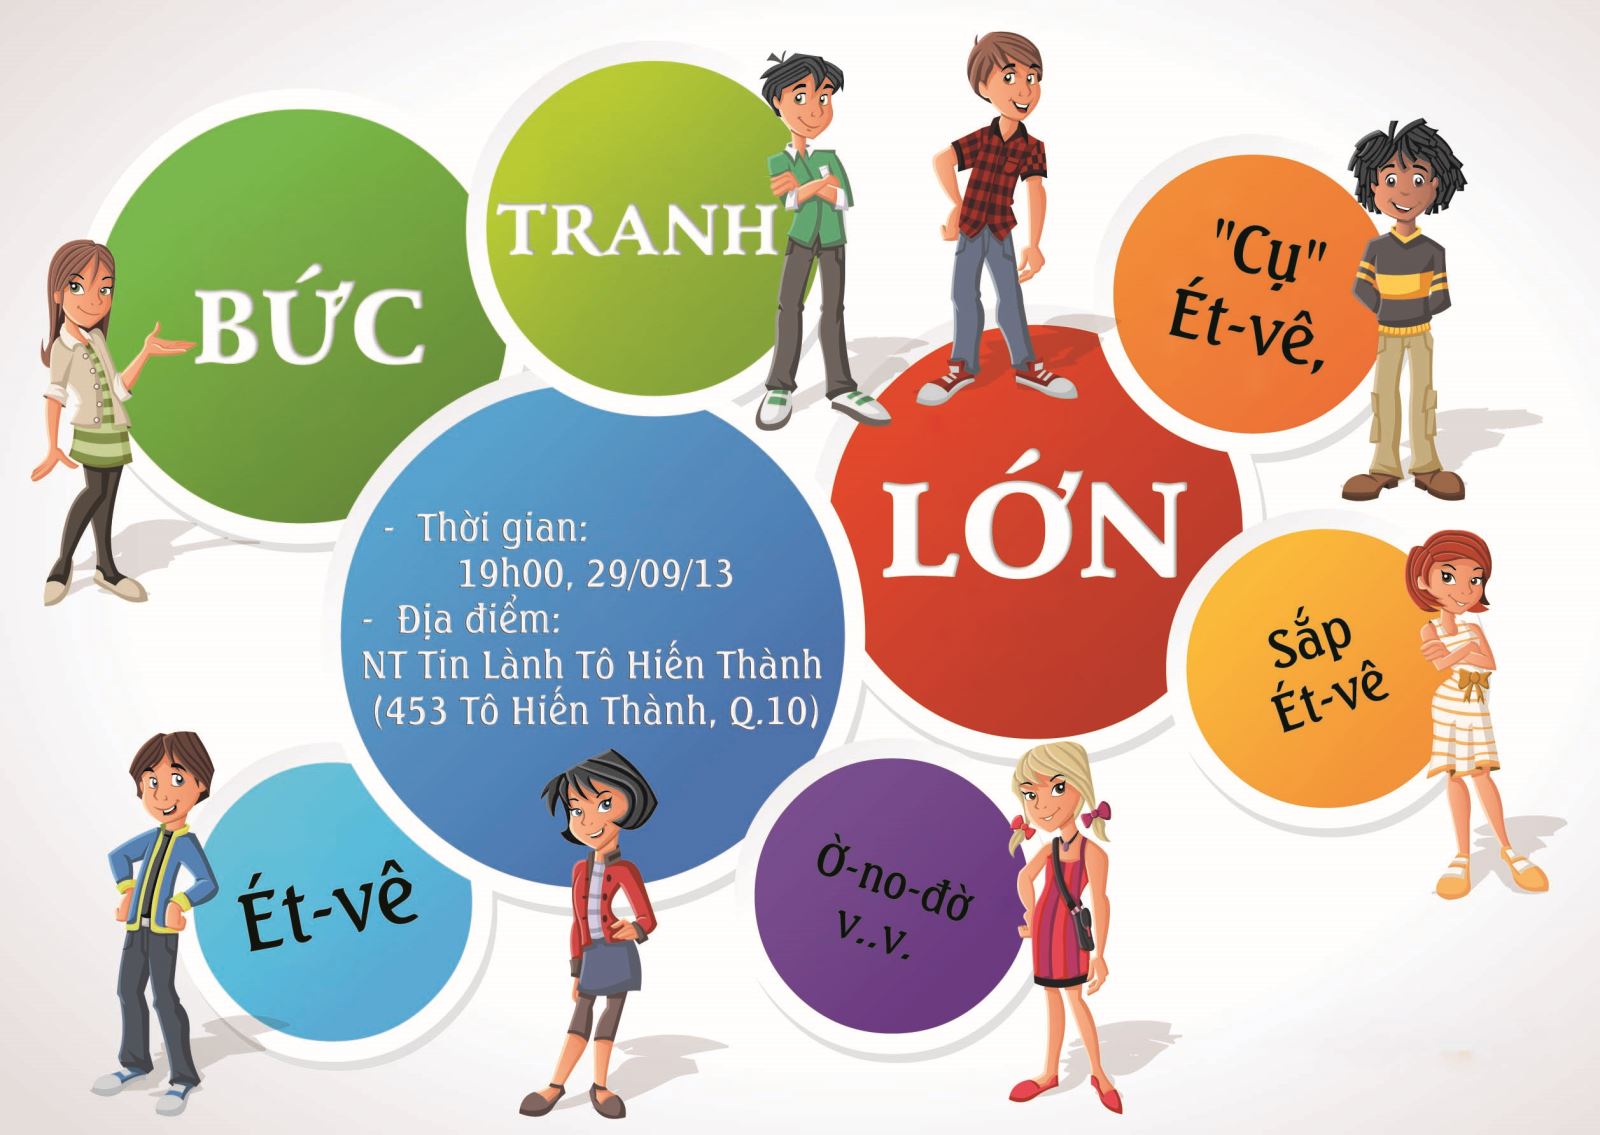 BỨC
TRANH
LỚN
- Thời gian:
19h00, 29/09/13
- Địa điểm:
NT Tin Lành Tô Hiến Thành
(453 Tô Hiến Thành, Q.10)
"Cụ"
Ét-vê,
Sắp
Ét-vê
Ét-vê
Ờ-no-đờ
v..v.